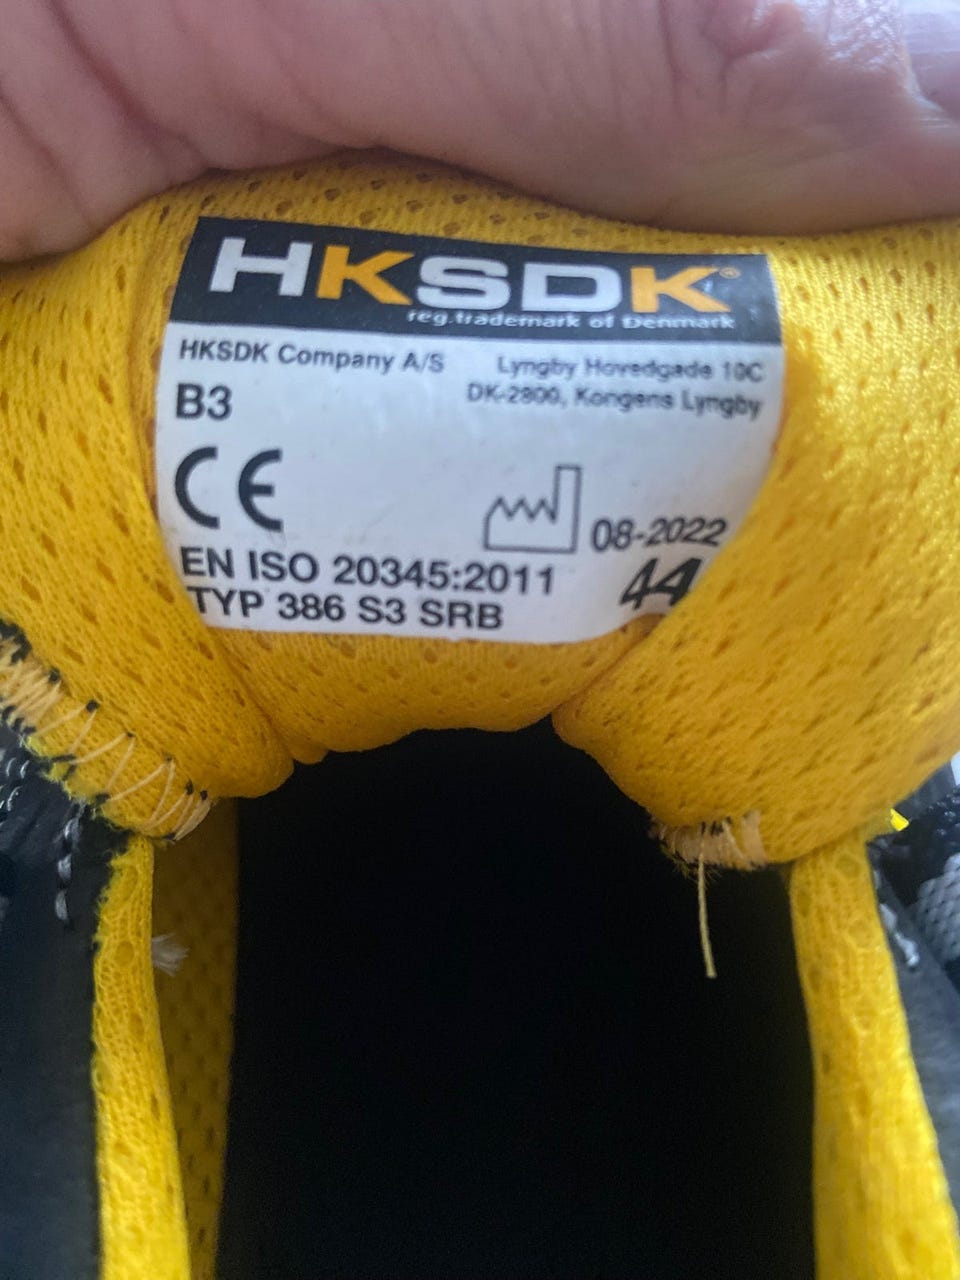 HKSDK®
reg.trademark of Denmark
HKSDK Company A/S
Lyngby Hovedgade 10C
B3
DK-2800, Kongens Lyngby
CE
08-2022
EN ISO 20345:2011
44
TYP 386 S3 SRB